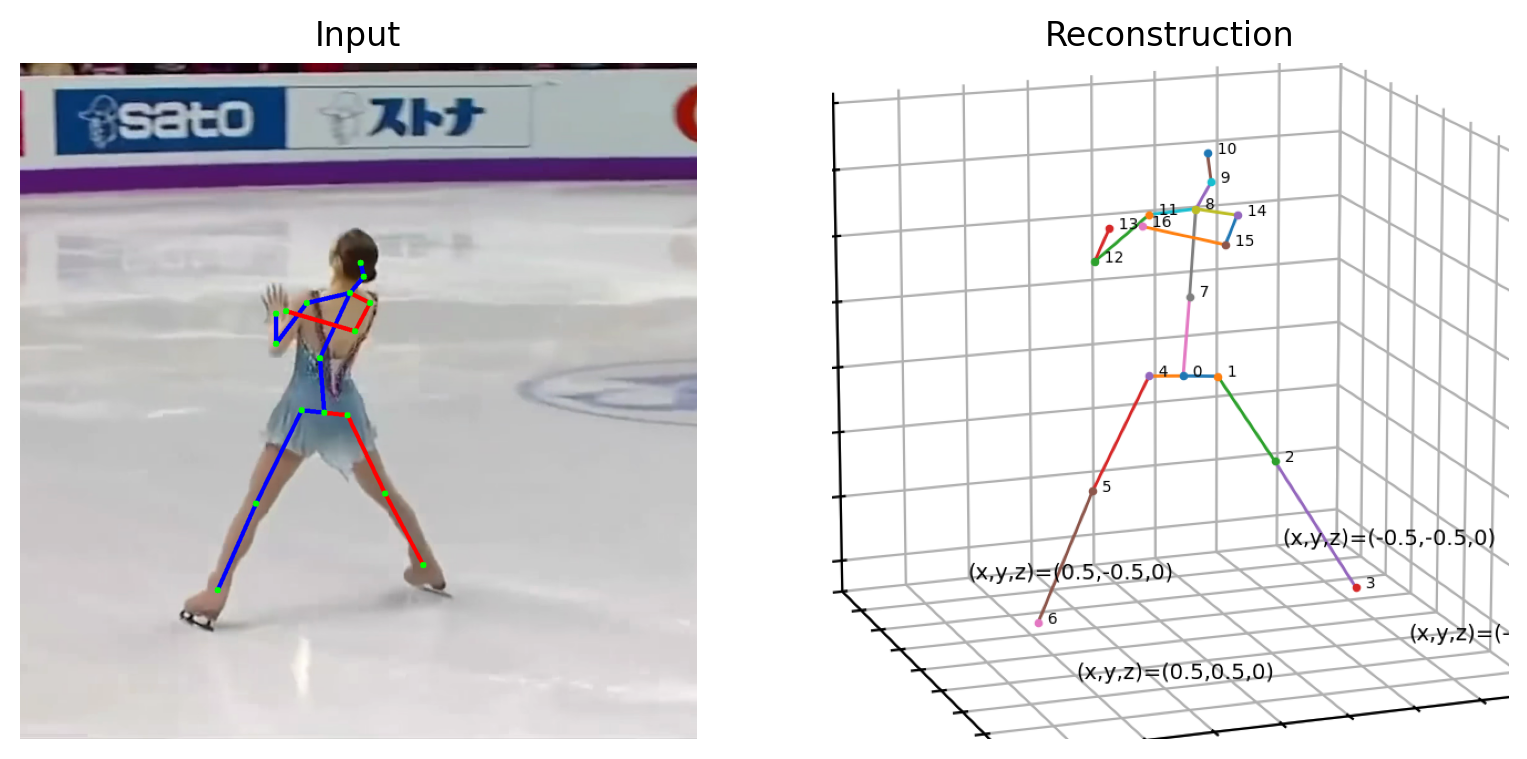 Input
Reconstruction
sato
ストナ
10
9
11
8
14
13
16
15
12
7
4
0
1
2
5
(x,y,z)=(-0.5,-0.5,0)
(x,y,z)=(0.5,-0.5,0)
3
6
(x,y,z)=(-
(x,y,z)=(0.5,0.5,0)